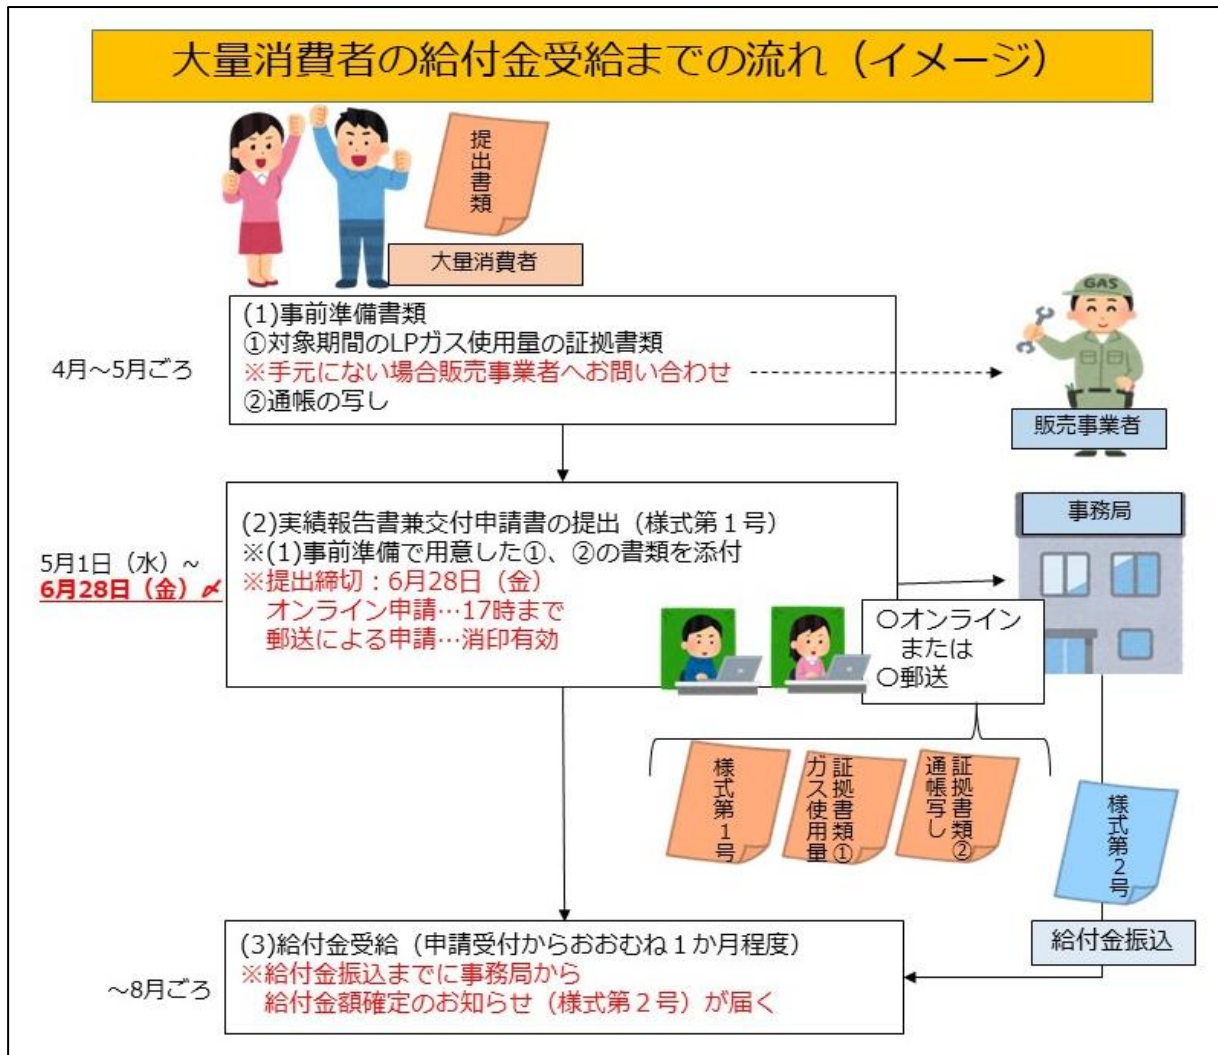 大量消費者の給付金受給までの流れ（イメージ）
提出書類
大量消費者
4月～5月ごろ
(1)事前準備書類
①対象期間のLPガス使用量の証拠書類
※手元にない場合販売事業者へお問い合わせ
②通帳の写し
GAS
販売事業者
5月1日（水）~
6月28日（金）〆
(2)実績報告書兼交付申請書の提出（様式第１号）
※(1)事前準備で用意した①、②の書類を添付
※提出締切：6月28日（金）
オンライン申請…17時まで
郵送による申請…消印有効
事務局
〇オンライン
または
〇郵送
様式第１号
証拠書類①
ガス使用量
証拠書類②
通帳写し
様式第２号
給付金振込
～8月ごろ
(3)給付金受給（申請受付からおおむね１か月程度）
※給付金振込までに事務局から
給付金額確定のお知らせ（様式第２号）が届く